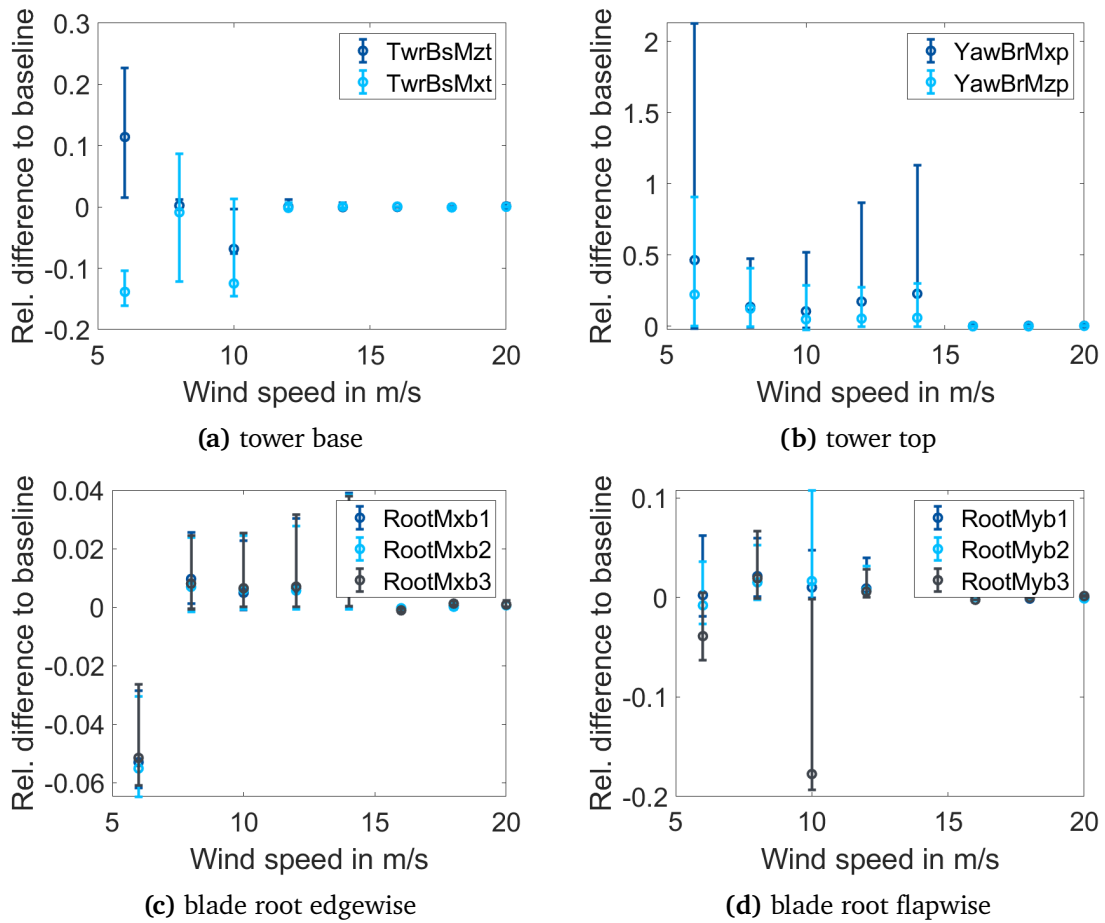 Rel. difference to baseline
0.3
0.2
0.1
0
-0.1
-0.2
TwrBsMzt
TwrBsMxt
5
10
15
20
Wind speed in m/s
(a) tower base
Rel. difference to baseline
2
1.5
1
0.5
0
YawBrMxp
YawBrMzp
5
10
15
20
Wind speed in m/s
(b) tower top
Rel. difference to baseline
0.04
0.02
0
-0.02
-0.04
-0.06
RootMxb1
RootMxb2
RootMxb3
5
10
15
20
Wind speed in m/s
(c) blade root edgewise
Rel. difference to baseline
0.1
0
-0.1
-0.2
RootMyb1
RootMyb2
RootMyb3
5
10
15
20
Wind speed in m/s
(d) blade root flapwise